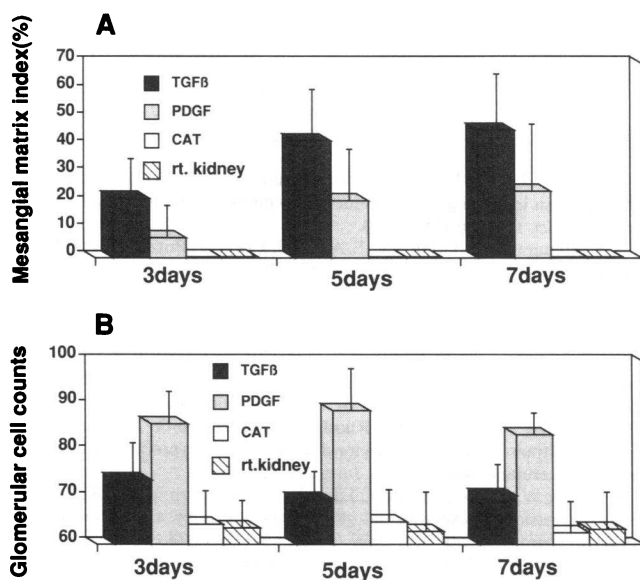 A
Mesangial matrix index(%)
70
60
50
40
30
20
10
0
TGFß
PDGF
CAT
rt. kidney
3days
5days
7days
B
Glomerular cell counts
100
90
80
70
60
TGFß
PDGF
CAT
rt.kidney
3days
5days
7days